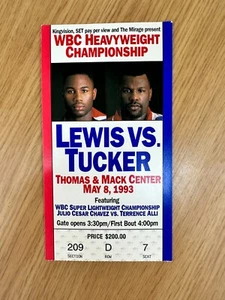 Kingvision, SET pay per view and The Mirage present
WBC HEAVYWEIGHT
CHAMPIONSHIP
LEWIS VS.
TUCKER
THOMAS & MACK CENTER
MAY 8, 1993
Featuring
WBC SUPER LIGHTWEIGHT CHAMPIONSHIP
JULIO CESAR CHAVEZ VS. TERRENCE ALLI
Gate opens 3:30pm/First Bout 4:00pm
PRICE $200.00
209 D 7
SECTION ROW SEAT